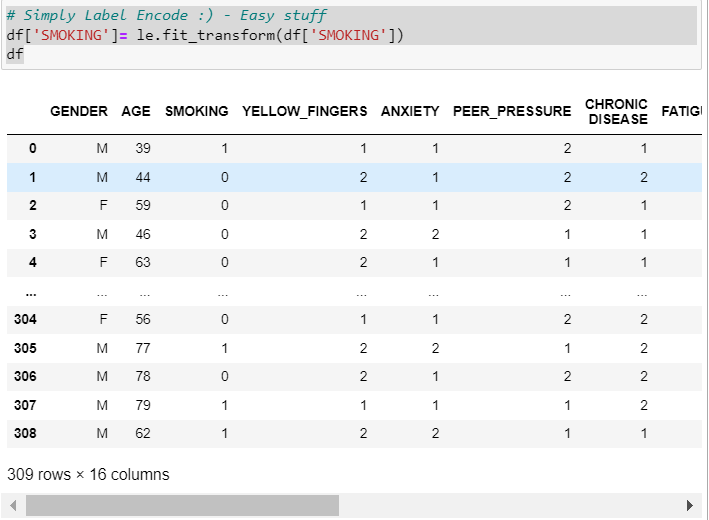 # Simply Label Encode :) - Easy stuff
df['SMOKING']= le.fit_transform(df['SMOKING'])
df
GENDER AGE SMOKING YELLOW_FINGERS ANXIETY PEER_PRESSURE CHRONIC DISEASE FATIGU
0 M 39 1 1 1 2 1
1 M 44 0 2 1 2 2
2 F 59 0 1 1 2 1
3 M 46 0 2 2 1 1
4 F 63 0 2 1 1 1
... ... ... ... ... ... ... ...
304 F 56 0 1 1 2 2
305 M 77 1 2 2 1 2
306 M 78 0 2 1 2 2
307 M 79 1 1 1 1 2
308 M 62 1 2 2 1 1
309 rows × 16 columns